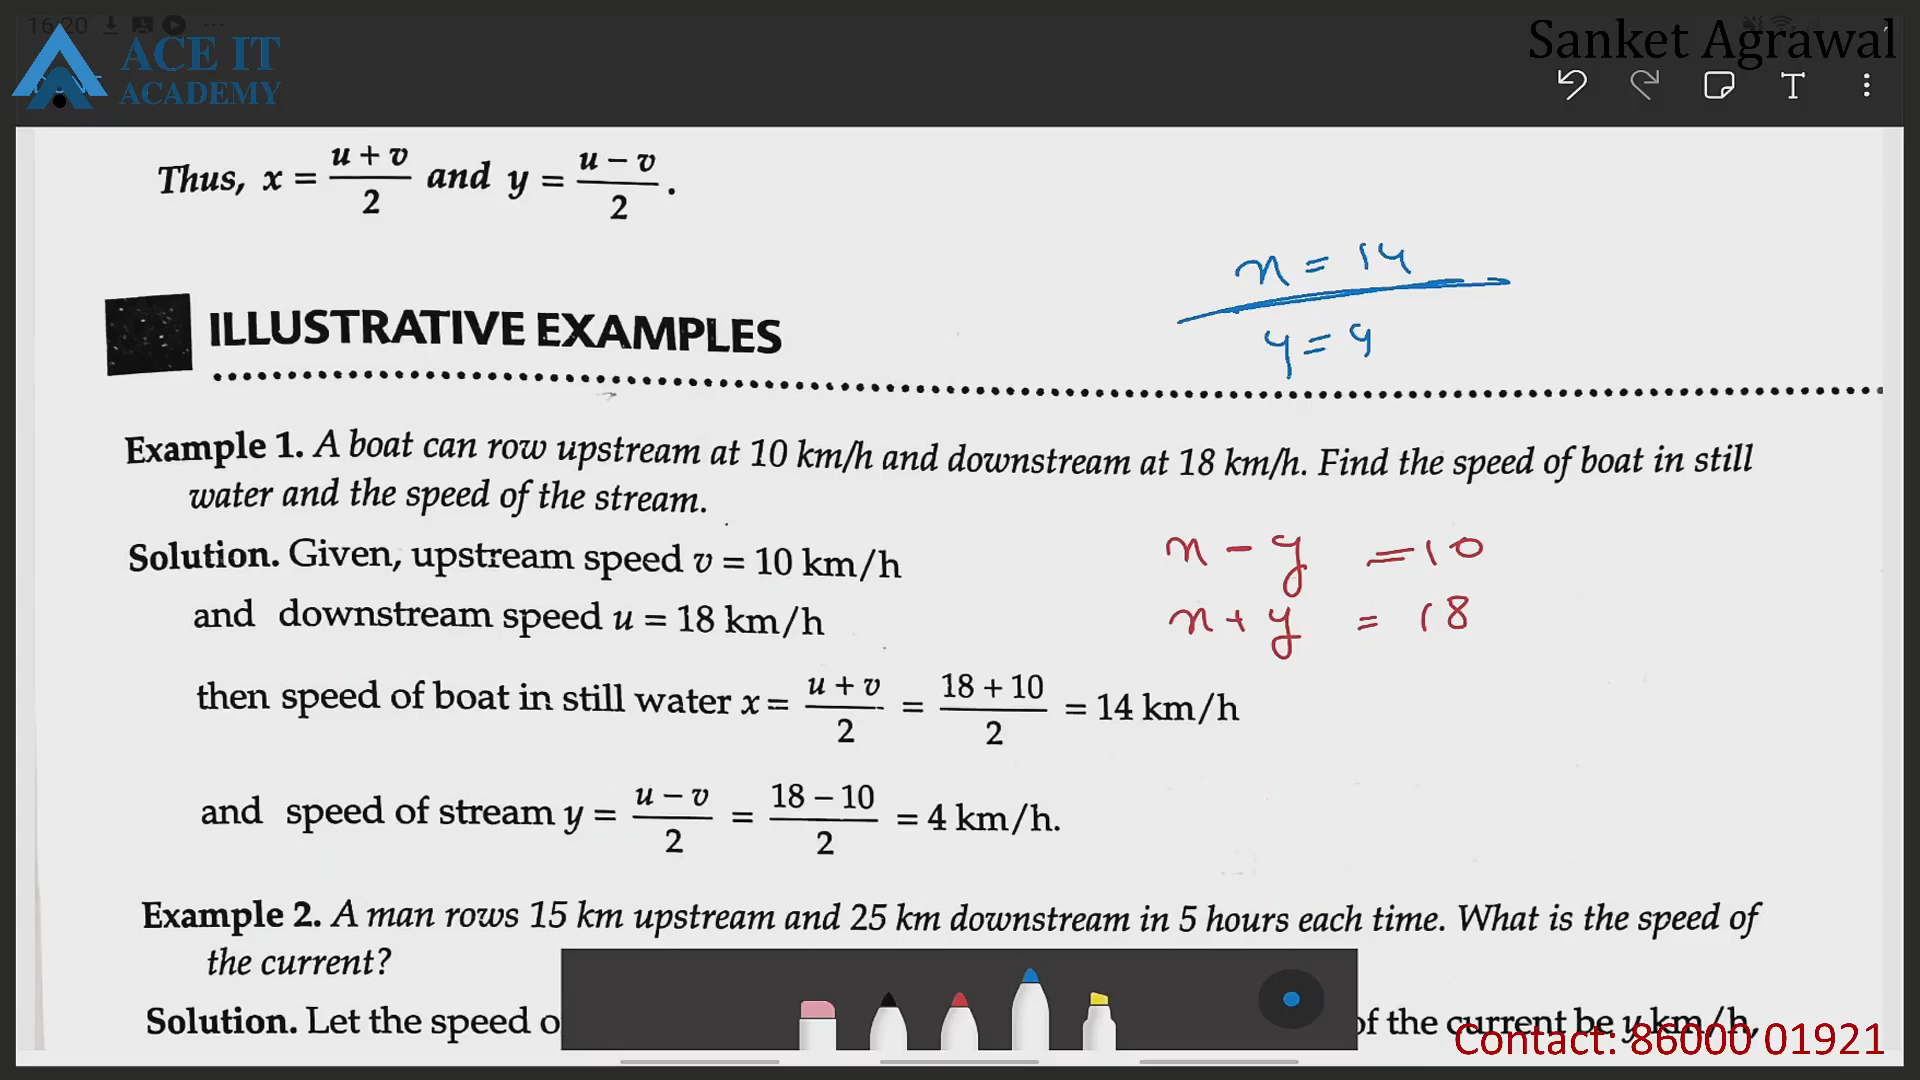 16:20
ACE IT
ACADEMY
Sanket Agrawal
T
Thus, x = (u + v)/2 and y = (u − v)/2.
x = 14
y = 4
ILLUSTRATIVE EXAMPLES
Example 1. A boat can row upstream at 10 km/h and downstream at 18 km/h. Find the speed of boat in still
water and the speed of the stream.
Solution. Given, upstream speed v = 10 km/h
x − y = 10
and downstream speed u = 18 km/h
x + y = 18
then speed of boat in still water x = (u + v)/2 = (18 + 10)/2 = 14 km/h
and speed of stream y = (u − v)/2 = (18 − 10)/2 = 4 km/h.
Example 2. A man rows 15 km upstream and 25 km downstream in 5 hours each time. What is the speed of
the current?
Solution. Let the speed o
of the current be y km/h,
Contact: 86000 01921